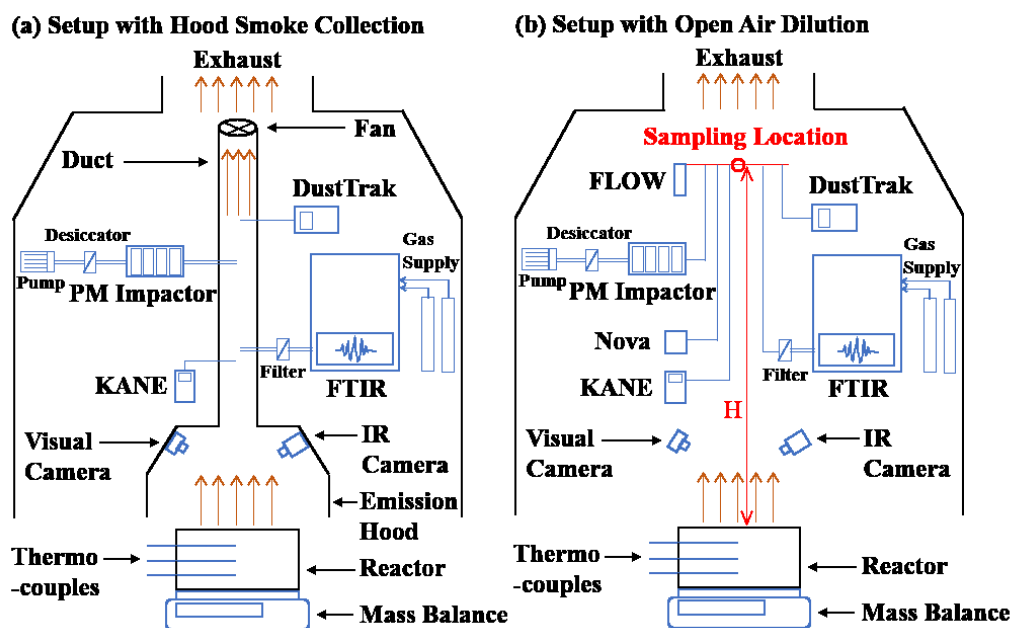 (a) Setup with Hood Smoke Collection
Exhaust
Fan
Duct
DustTrak
Desiccator
Gas
Supply
Pump
PM Impactor
Filter
FTIR
KANE
Visual
Camera
IR
Camera
Emission
Hood
Thermo
-couples
Reactor
Mass Balance
(b) Setup with Open Air Dilution
Exhaust
Sampling Location
FLOW
DustTrak
Desiccator
Gas
Supply
Pump
PM Impactor
Nova
Filter
FTIR
KANE
H
Visual
Camera
IR
Camera
Thermo
-couples
Reactor
Mass Balance